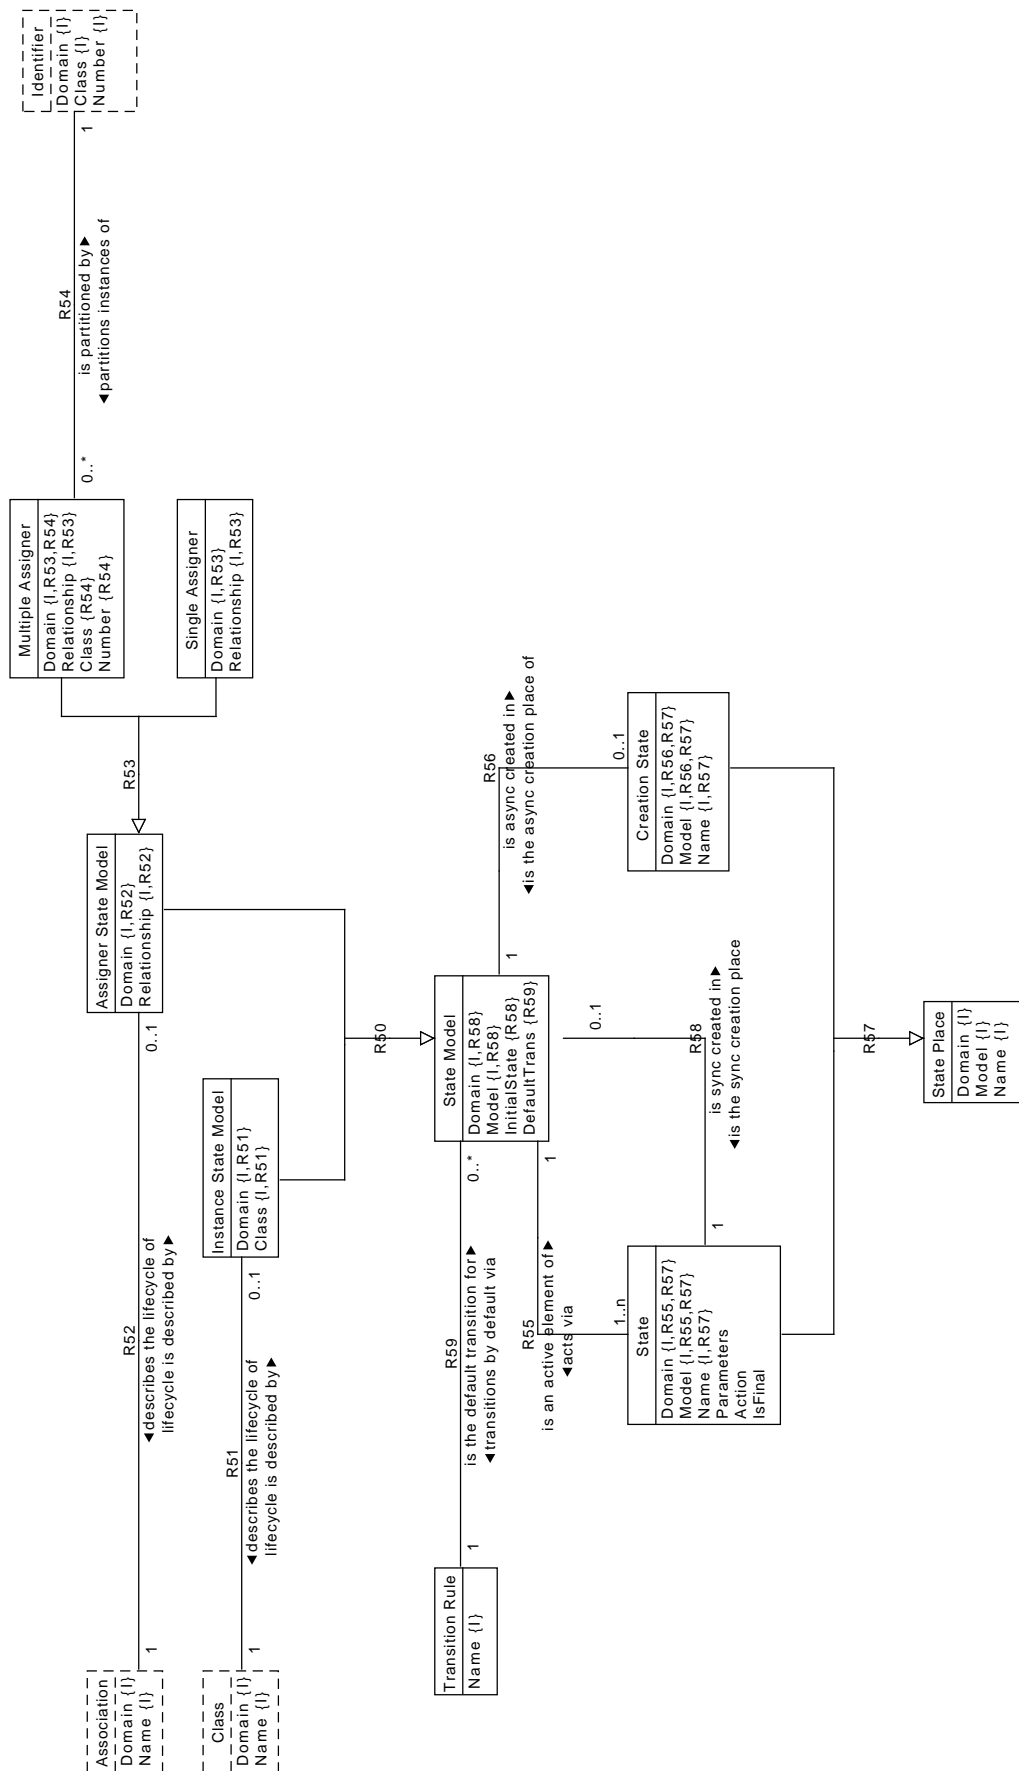 Association
Domain {I}
Name {I}
1
R52
◄describes the lifecycle of
lifecycle is described by►
0..1
Assigner State Model
Domain {I,R52}
Relationship {I,R52}
R53
Multiple Assigner
Domain {I,R53,R54}
Relationship {I,R53}
Class {R54}
Number {R54}
0..*
R54
is partitioned by►
◄partitions instances of
1
Identifier
Domain {I}
Class {I}
Number {I}
Single Assigner
Domain {I,R53}
Relationship {I,R53}
Class
Domain {I}
Name {I}
1
R51
◄describes the lifecycle of
lifecycle is described by►
0..1
Instance State Model
Domain {I,R51}
Class {I,R51}
R50
Transition Rule
Name {I}
1
R59
is the default transition for►
◄transitions by default via
0..*
State Model
Domain {I,R58}
Model {I,R58}
InitialState {R58}
DefaultTrans {R59}
1
R56
is async created in►
◄is the async creation place of
0..1
R55
is an active element of►
◄acts via
1
1..n
0..1
R58
is sync created in►
◄is the sync creation place
1
State
Domain {I,R55,R57}
Model {I,R55,R57}
Name {I,R57}
Parameters
Action
IsFinal
Creation State
Domain {I,R56,R57}
Model {I,R56,R57}
Name {I,R57}
R57
State Place
Domain {I}
Model {I}
Name {I}